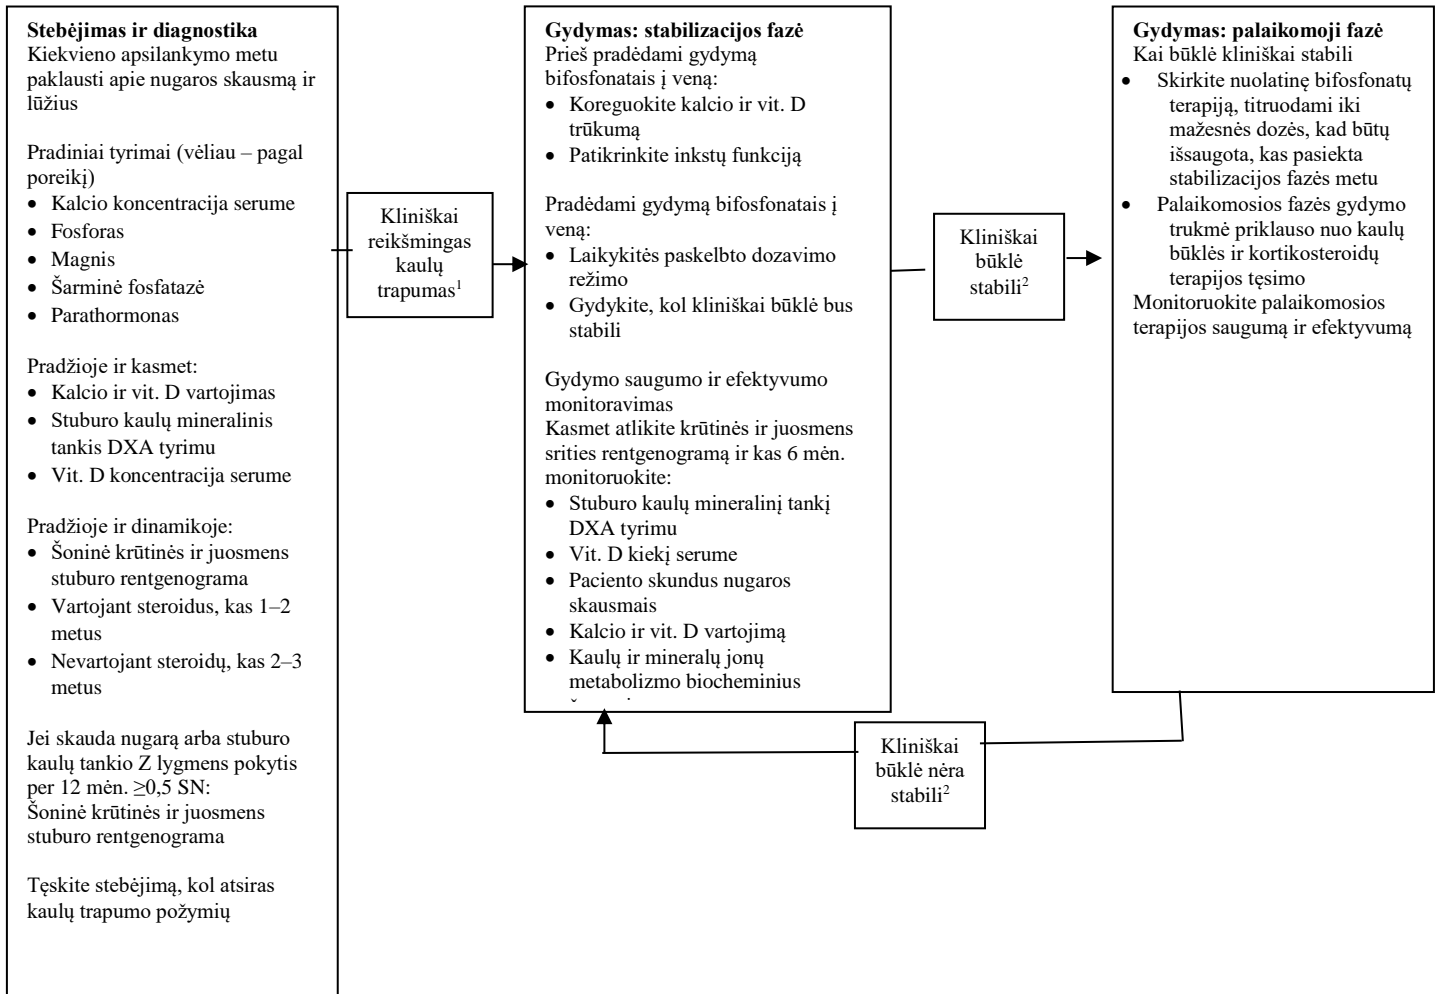 Stebėjimas ir diagnostika
Kiekvieno apsilankymo metu
paklausti apie nugaros skausmą ir
lūžius
Pradiniai tyrimai (vėliau – pagal
poreikį)
• Kalcio koncentracija serume
• Fosforas
• Magnis
• Šarminė fosfatazė
• Parathormonas
Pradžioje ir kasmet:
• Kalcio ir vit. D vartojimas
• Stuburo kaulų mineralinis
tankis DXA tyrimu
• Vit. D koncentracija serume
Pradžioje ir dinamikoje:
• Šoninė krūtinės ir juosmens
stuburo rentgenograma
• Vartojant steroidus, kas 1–2
metus
• Nevartojant steroidų, kas 2–3
metus
Jei skauda nugarą arba stuburo
kaulų tankio Z lygmens pokytis
per 12 mėn. ≥0,5 SN:
Šoninė krūtinės ir juosmens
stuburo rentgenograma
Tęskite stebėjimą, kol atsiras
kaulų trapumo požymių
Kliniškai
reikšmingas
kaulų
trapumas¹
Gydymas: stabilizacijos fazė
Prieš pradėdami gydymą
bifosfonatais į veną:
• Koreguokite kalcio ir vit. D
trūkumą
• Patikrinkite inkstų funkciją
Pradėdami gydymą bifosfonatais į
veną:
• Laikykitės paskelbto dozavimo
režimo
• Gydykite, kol kliniškai būklė bus
stabili
Gydymo saugumo ir efektyvumo
monitoravimas
Kasmet atlikite krūtinės ir juosmens
srities rentgenogramą ir kas 6 mėn.
monitoruokite:
• Stuburo kaulų mineralinį tankį
DXA tyrimu
• Vit. D kiekį serume
• Paciento skundus nugaros
skausmais
• Kalcio ir vit. D vartojimą
• Kaulų ir mineralų jonų
metabolizmo biocheminius
Kliniškai
būklė
stabili²
Gydymas: palaikomoji fazė
Kai būklė kliniškai stabili
• Skirkite nuolatinę bifosfonatų
terapiją, titruodami iki
mažesnės dozės, kad būtų
išsaugota, kas pasiekta
stabilizacijos fazės metu
• Palaikomosios fazės gydymo
trukmė priklauso nuo kaulų
būklės ir kortikosteroidų
terapijos tęsimo
Monitoruokite palaikomosios
terapijos saugumą ir efektyvumą
Kliniškai
būklė nėra
stabili²